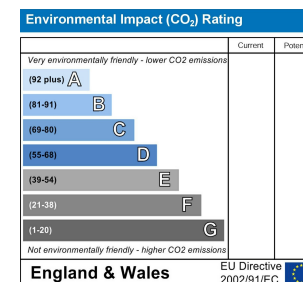 Environmental Impact (CO₂) Rating
Current Poten
Very environmentally friendly - lower CO2 emissions
(92 plus) A
(81-91) B
(69-80) C
(55-68) D
(39-54) E
(21-38) F
(1-20) G
Not environmentally friendly - higher CO2 emissions
England & Wales
EU Directive
2002/91/EC